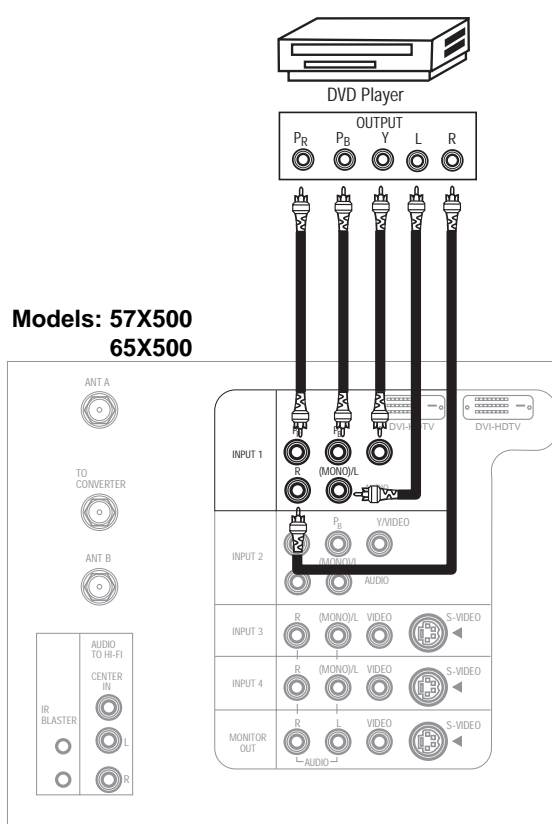 DVD Player
OUTPUT
PR PB Y L R
Models: 57X500
65X500
ANT A
TO
CONVERTER
ANT B
AUDIO
TO HI-FI
CENTER
IN
IR
BLASTER
L
R
DVI-HDTV DVI-HDTV
INPUT 1
PB
R (MONO)/L
INPUT 2
PB Y/VIDEO
(MONO)/L
AUDIO
INPUT 3
R (MONO)/L VIDEO S-VIDEO
INPUT 4
R (MONO)/L VIDEO S-VIDEO
MONITOR
OUT
R L VIDEO S-VIDEO
AUDIO